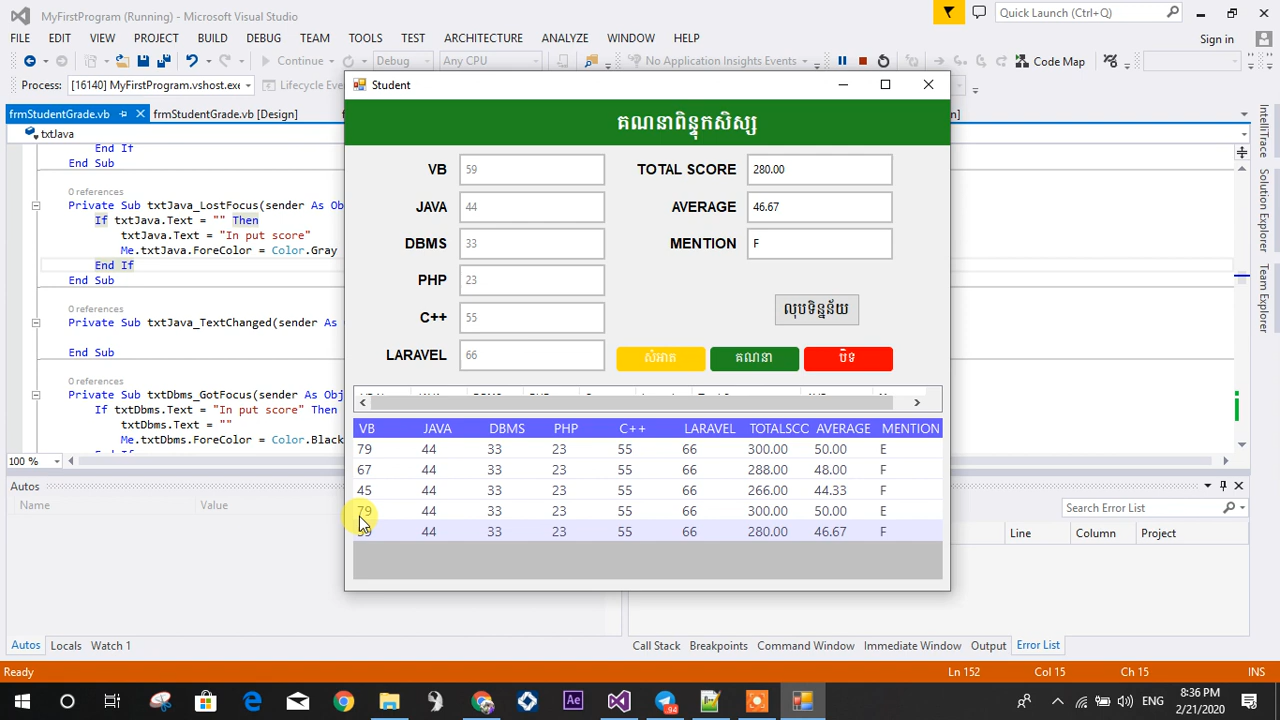 MyFirstProgram (Running) - Microsoft Visual Studio
Quick Launch (Ctrl+Q)
FILE EDIT VIEW PROJECT BUILD DEBUG TEAM TOOLS TEST ARCHITECTURE ANALYZE WINDOW HELP
Sign in
Continue Debug Any CPU No Application Insights Events Code Map
Process: [16140] MyFirstProgram.vshost.exe Lifecycle
frmStudentGrade.vb frmStudentGrade.vb [Design]
txtJava
End If
End Sub
0 references
Private Sub txtJava_LostFocus(sender As
If txtJava.Text = "" Then
txtJava.Text = "In put score"
Me.txtJava.ForeColor = Color.Gray
End If
End Sub
0 references
Private Sub txtJava_TextChanged(sender As
End Sub
0 references
Private Sub txtDbms_GotFocus(sender As
If txtDbms.Text = "In put score" Then
txtDbms.Text = ""
Me.txtDbms.ForeColor = Color.Black
100 %
Student
គណនាពិន្ទុកសិស្ស
VB 59 TOTAL SCORE 280.00
JAVA 44 AVERAGE 46.67
DBMS 33 MENTION F
PHP 23
លុបទិន្នន័យ
C++ 55
LARAVEL 66 សំអាត គណនា បិទ
VB JAVA DBMS PHP C++ LARAVEL TOTALSCC AVERAGE MENTION
79 44 33 23 55 66 300.00 50.00 E
67 44 33 23 55 66 288.00 48.00 F
45 44 33 23 55 66 266.00 44.33 F
79 44 33 23 55 66 300.00 50.00 E
59 44 33 23 55 66 280.00 46.67 F
IntelliTrace
Solution Explorer
Team Explorer
Autos
Name Value
Search Error List
Line Column Project
Autos Locals Watch 1
Call Stack Breakpoints Command Window Immediate Window Output Error List
Ready
Ln 152 Col 15 Ch 15 INS
Ae
94
ENG
8:36 PM
2/21/2020